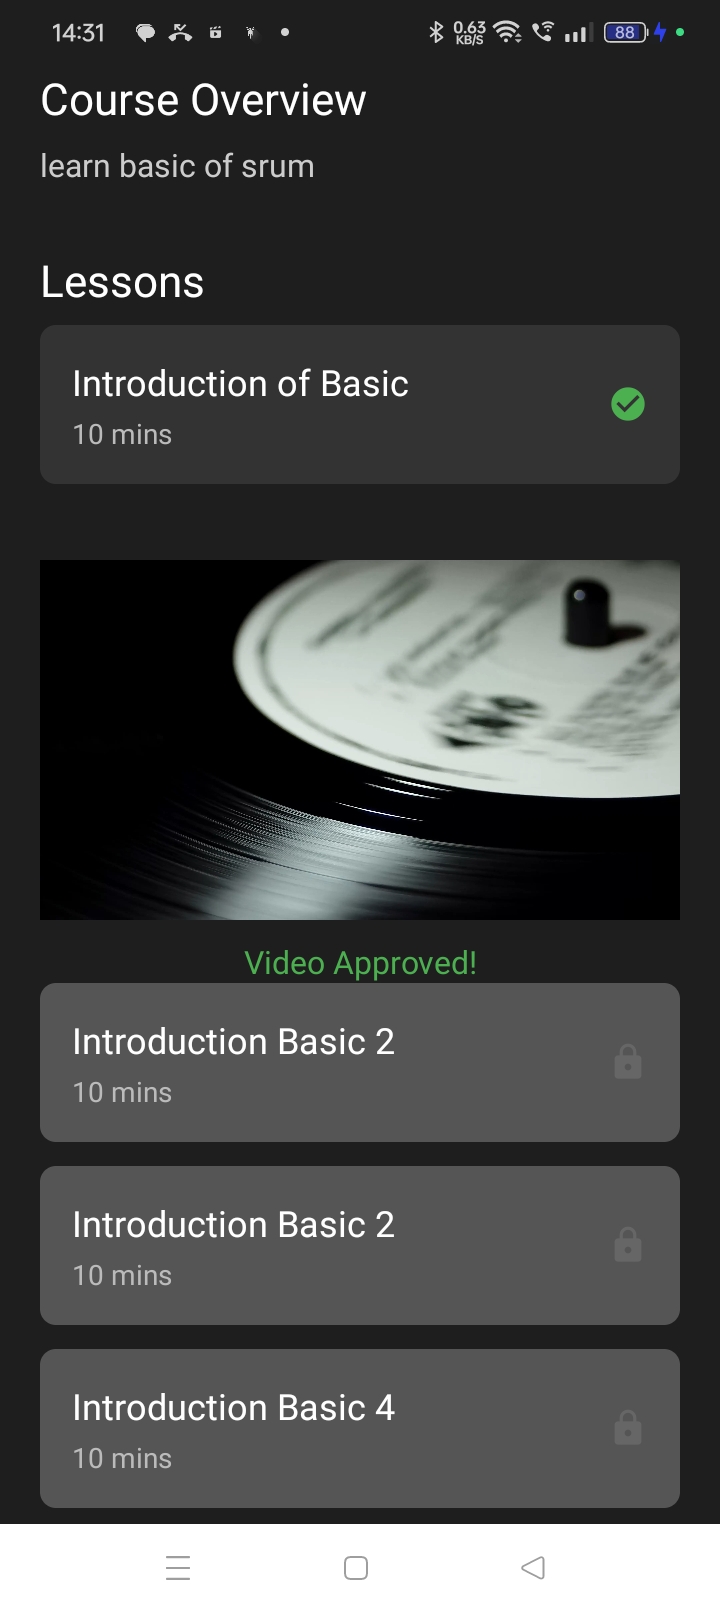 14:31
0.63
KB/S
88
Course Overview
learn basic of srum
Lessons
Introduction of Basic
10 mins
Video Approved!
Introduction Basic 2
10 mins
Introduction Basic 2
10 mins
Introduction Basic 4
10 mins